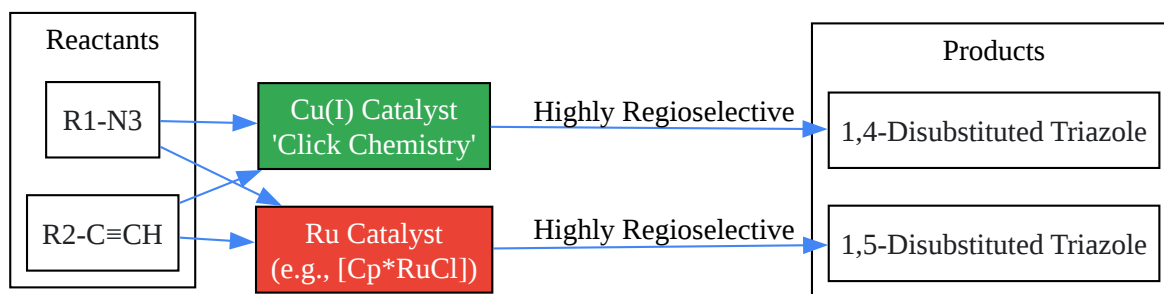 Reactants
R1-N3
R2-C≡CH
Cu(I) Catalyst
'Click Chemistry'
Ru Catalyst
(e.g., [Cp*RuCl])
Highly Regioselective
Highly Regioselective
Products
1,4-Disubstituted Triazole
1,5-Disubstituted Triazole